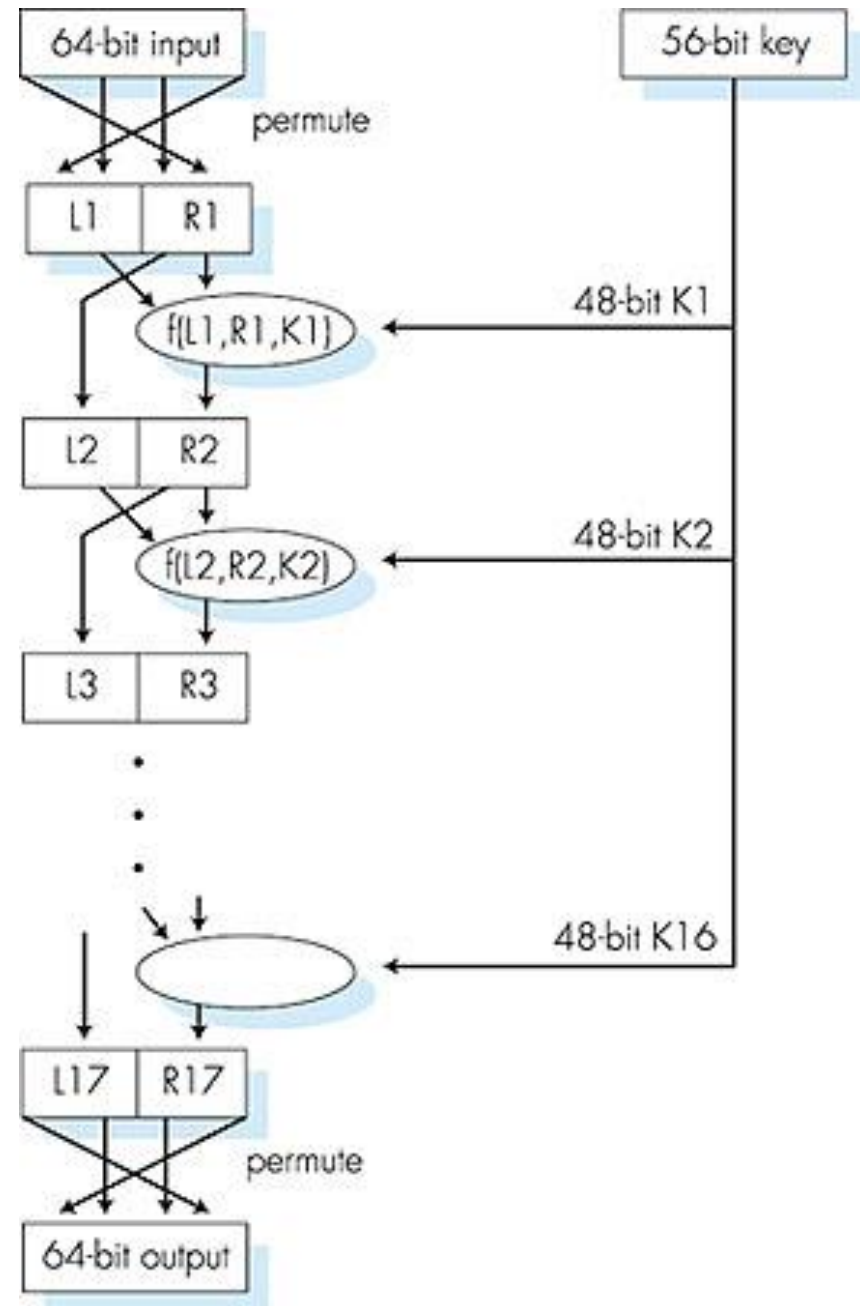 64-bit input
56-bit key
permute
L1
R1
48-bit K1
f(L1,R1,K1)
L2
R2
48-bit K2
f(L2,R2,K2)
L3
R3
48-bit K16
L17
R17
permute
64-bit output